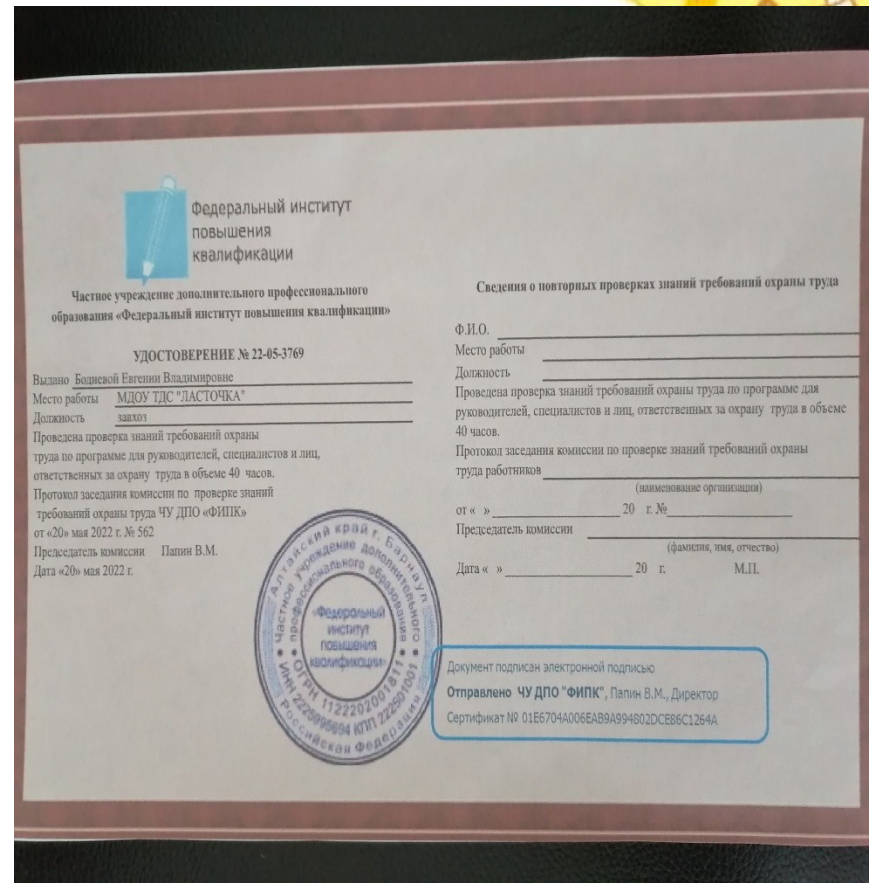 Федеральный институт
повышения
квалификации
Частное учреждение дополнительного профессионального
образования «Федеральный институт повышения квалификации»
УДОСТОВЕРЕНИЕ № 22-05-3769
Выдано Бодневой Евгении Владимировне
Место работы МДОУ ТДС "ЛАСТОЧКА"
Должность завхоз
Проведена проверка знаний требований охраны
труда по программе для руководителей, специалистов и лиц,
ответственных за охрану труда в объеме 40 часов.
Протокол заседания комиссии по проверке знаний
требований охраны труда ЧУ ДПО «ФИПК»
от «20» мая 2022 г. № 562
Председатель комиссии Папин В.М.
Дата «20» мая 2022 г.
Алтайский край г. Барнаул
Российская Федерация
Частное учреждение дополнительного
профессионального образования
ИНН 2225995694 КПП 222501001
ОГРН 1122202001811
«Федеральный
институт
повышения
квалификации»
Сведения о повторных проверках знаний требований охраны труда
Ф.И.О.
Место работы
Должность
Проведена проверка знаний требований охраны труда по программе для
руководителей, специалистов и лиц, ответственных за охрану труда в объеме
40 часов.
Протокол заседания комиссии по проверке знаний требований охраны
труда работников
(наименование организации)
от « » 20 г. №
Председатель комиссии
(фамилия, имя, отчество)
Дата « » 20 г. М.П.
Документ подписан электронной подписью
Отправлено ЧУ ДПО "ФИПК", Папин В.М., Директор
Сертификат № 01E6704A006EAB9A994802DCE86C1264A